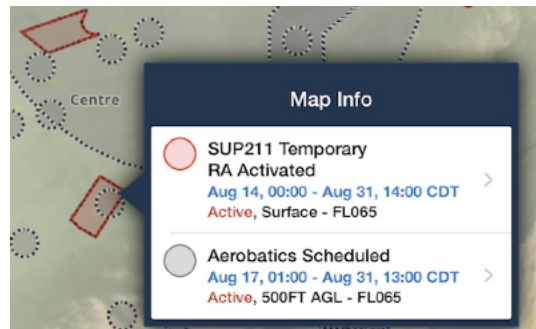 Centre
Map Info
SUP211 Temporary
RA Activated
Aug 14, 00:00 - Aug 31, 14:00 CDT
Active, Surface - FL065
Aerobatics Scheduled
Aug 17, 01:00 - Aug 31, 13:00 CDT
Active, 500FT AGL - FL065